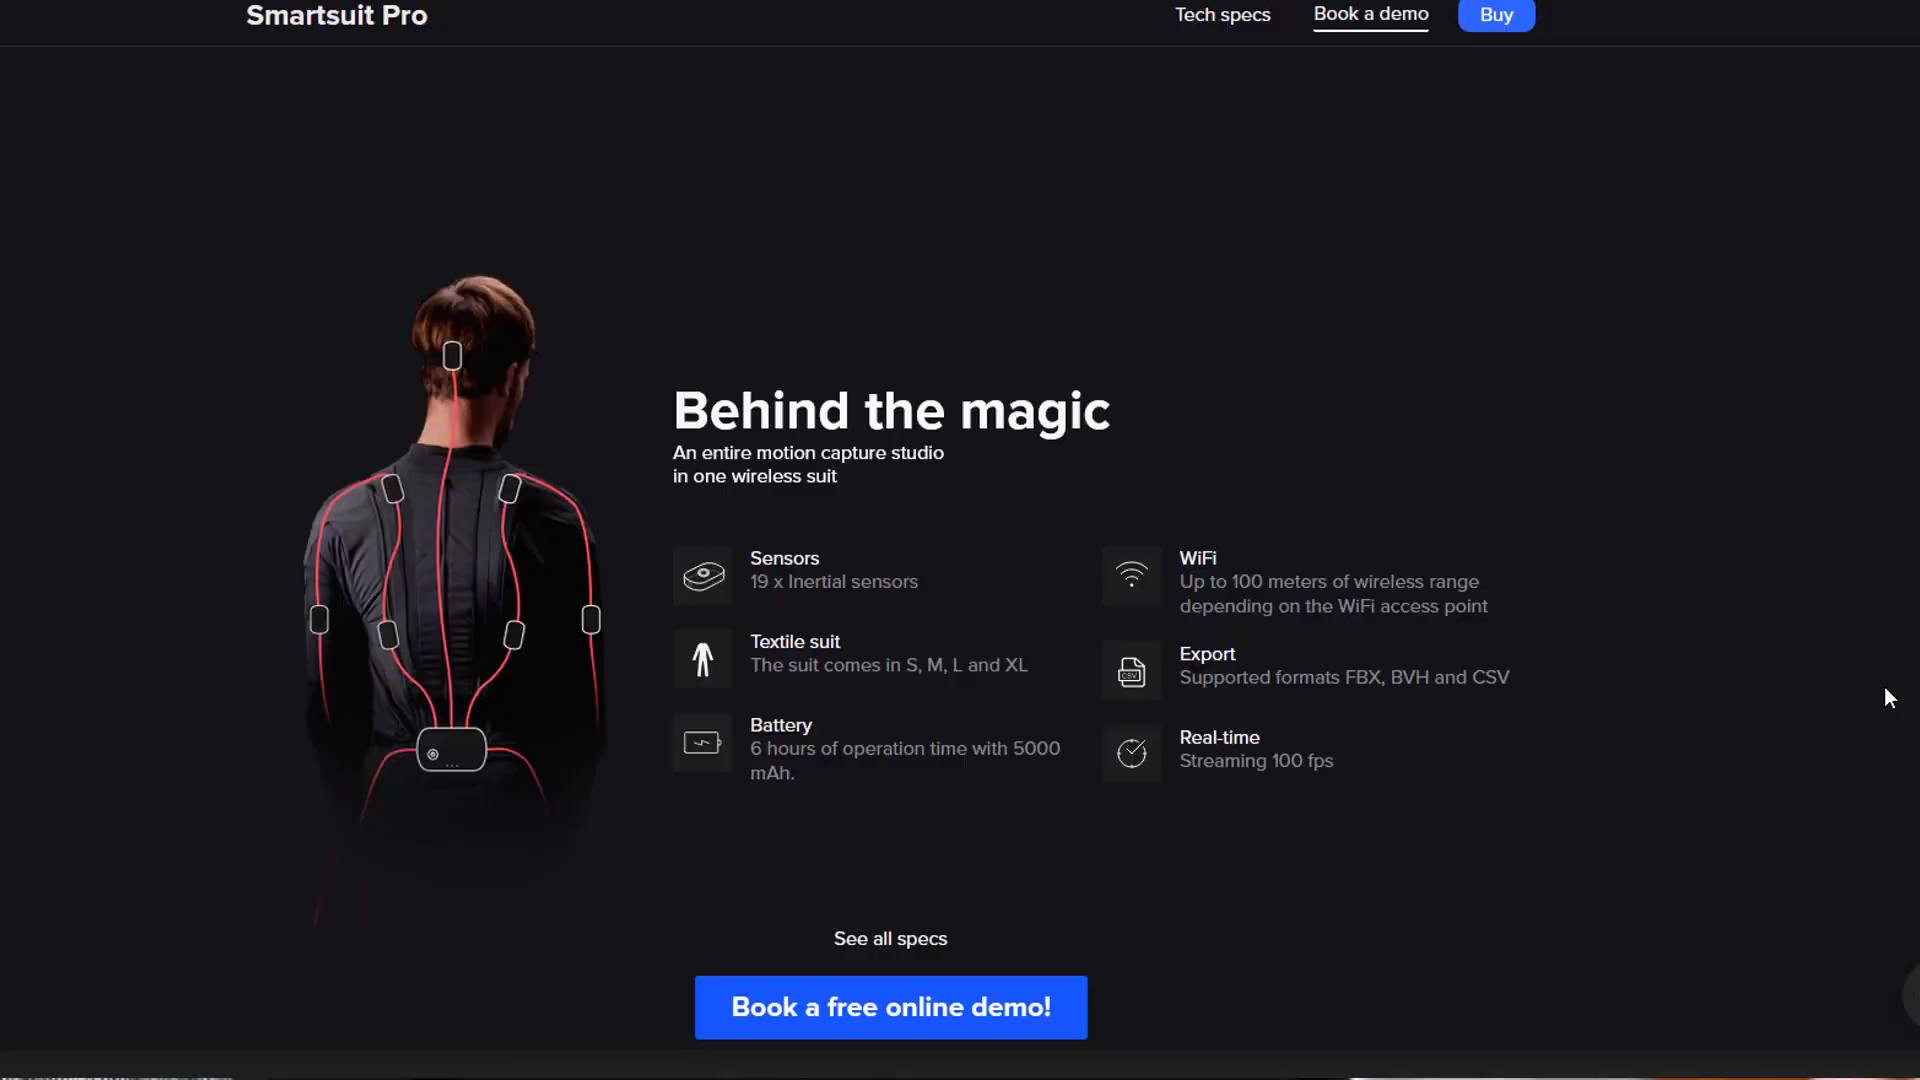 Smartsuit Pro
Tech specs
Book a demo
Buy
Behind the magic
An entire motion capture studio
in one wireless suit
Sensors
19 x Inertial sensors
Textile suit
The suit comes in S, M, L and XL
Battery
6 hours of operation time with 5000
mAh.
WiFi
Up to 100 meters of wireless range
depending on the WiFi access point
Export
CSV
Supported formats FBX, BVH and CSV
Real-time
Streaming 100 fps
See all specs
Book a free online demo!